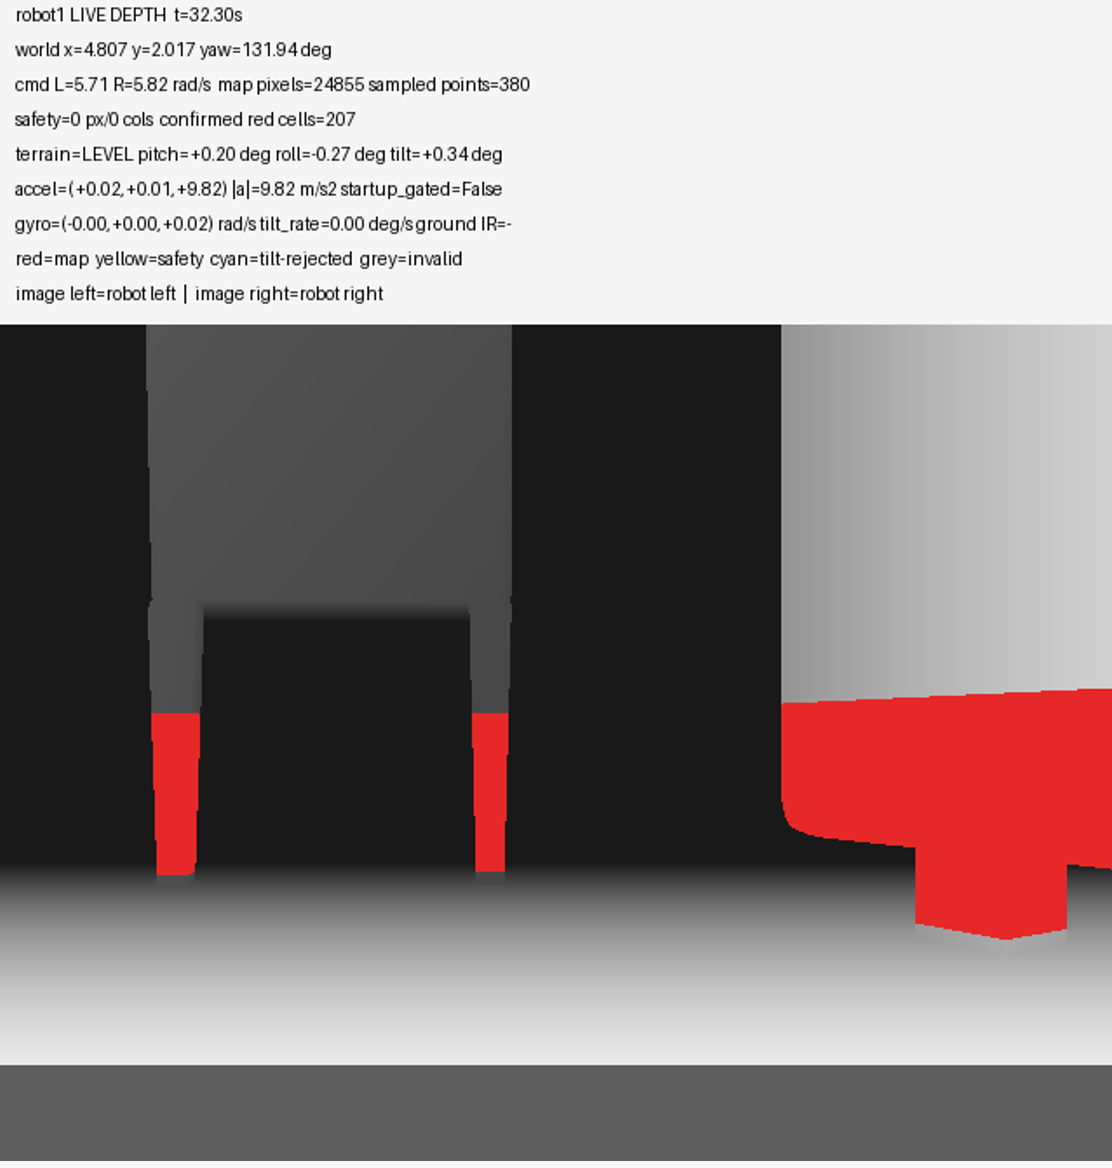 robot1 LIVE DEPTH t=32.30s
world x=4.807 y=2.017 yaw=131.94 deg
cmd L=5.71 R=5.82 rad/s map pixels=24855 sampled points=380
safety=0 px/0 cols confirmed red cells=207
terrain=LEVEL pitch=+0.20 deg roll=-0.27 deg tilt=+0.34 deg
accel=(+0.02,+0.01,+9.82) |a|=9.82 m/s2 startup_gated=False
gyro=(-0.00,+0.00,+0.02) rad/s tilt_rate=0.00 deg/s ground IR=-
red=map yellow=safety cyan=tilt-rejected grey=invalid
image left=robot left | image right=robot right